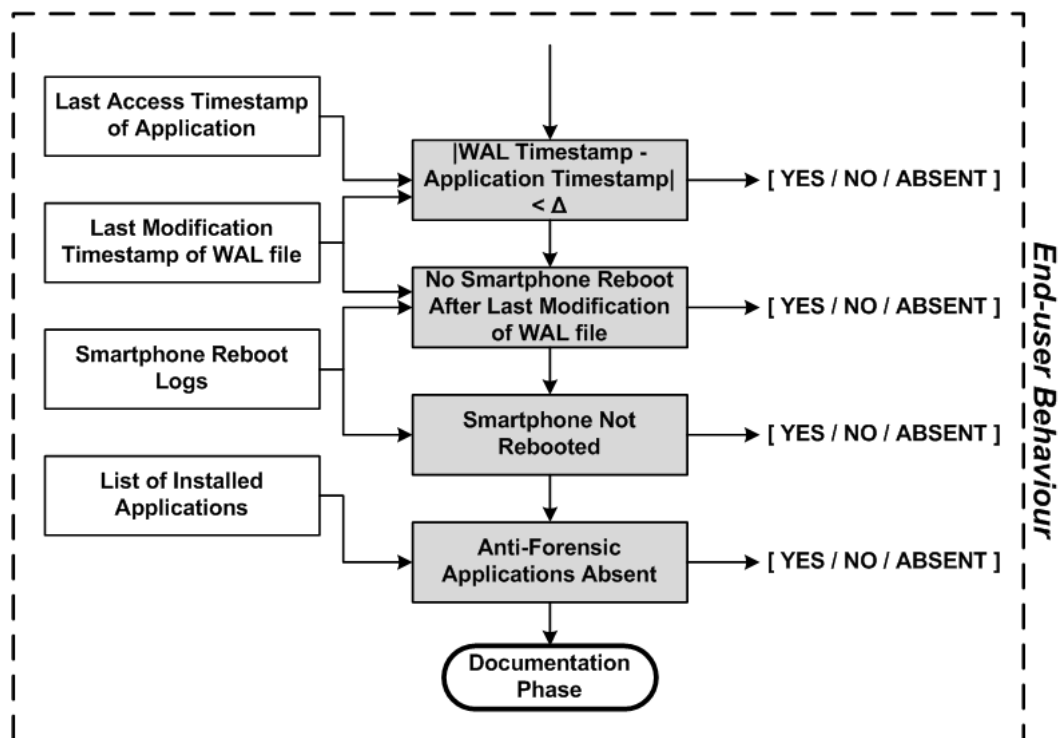 Last Access Timestamp
of Application
|WAL Timestamp -
Application Timestamp|
< Δ
[ YES / NO / ABSENT ]
Last Modification
Timestamp of WAL file
No Smartphone Reboot
After Last Modification
of WAL file
[ YES / NO / ABSENT ]
Smartphone Reboot
Logs
Smartphone Not
Rebooted
[ YES / NO / ABSENT ]
List of Installed
Applications
Anti-Forensic
Applications Absent
[ YES / NO / ABSENT ]
Documentation
Phase
End-user Behaviour